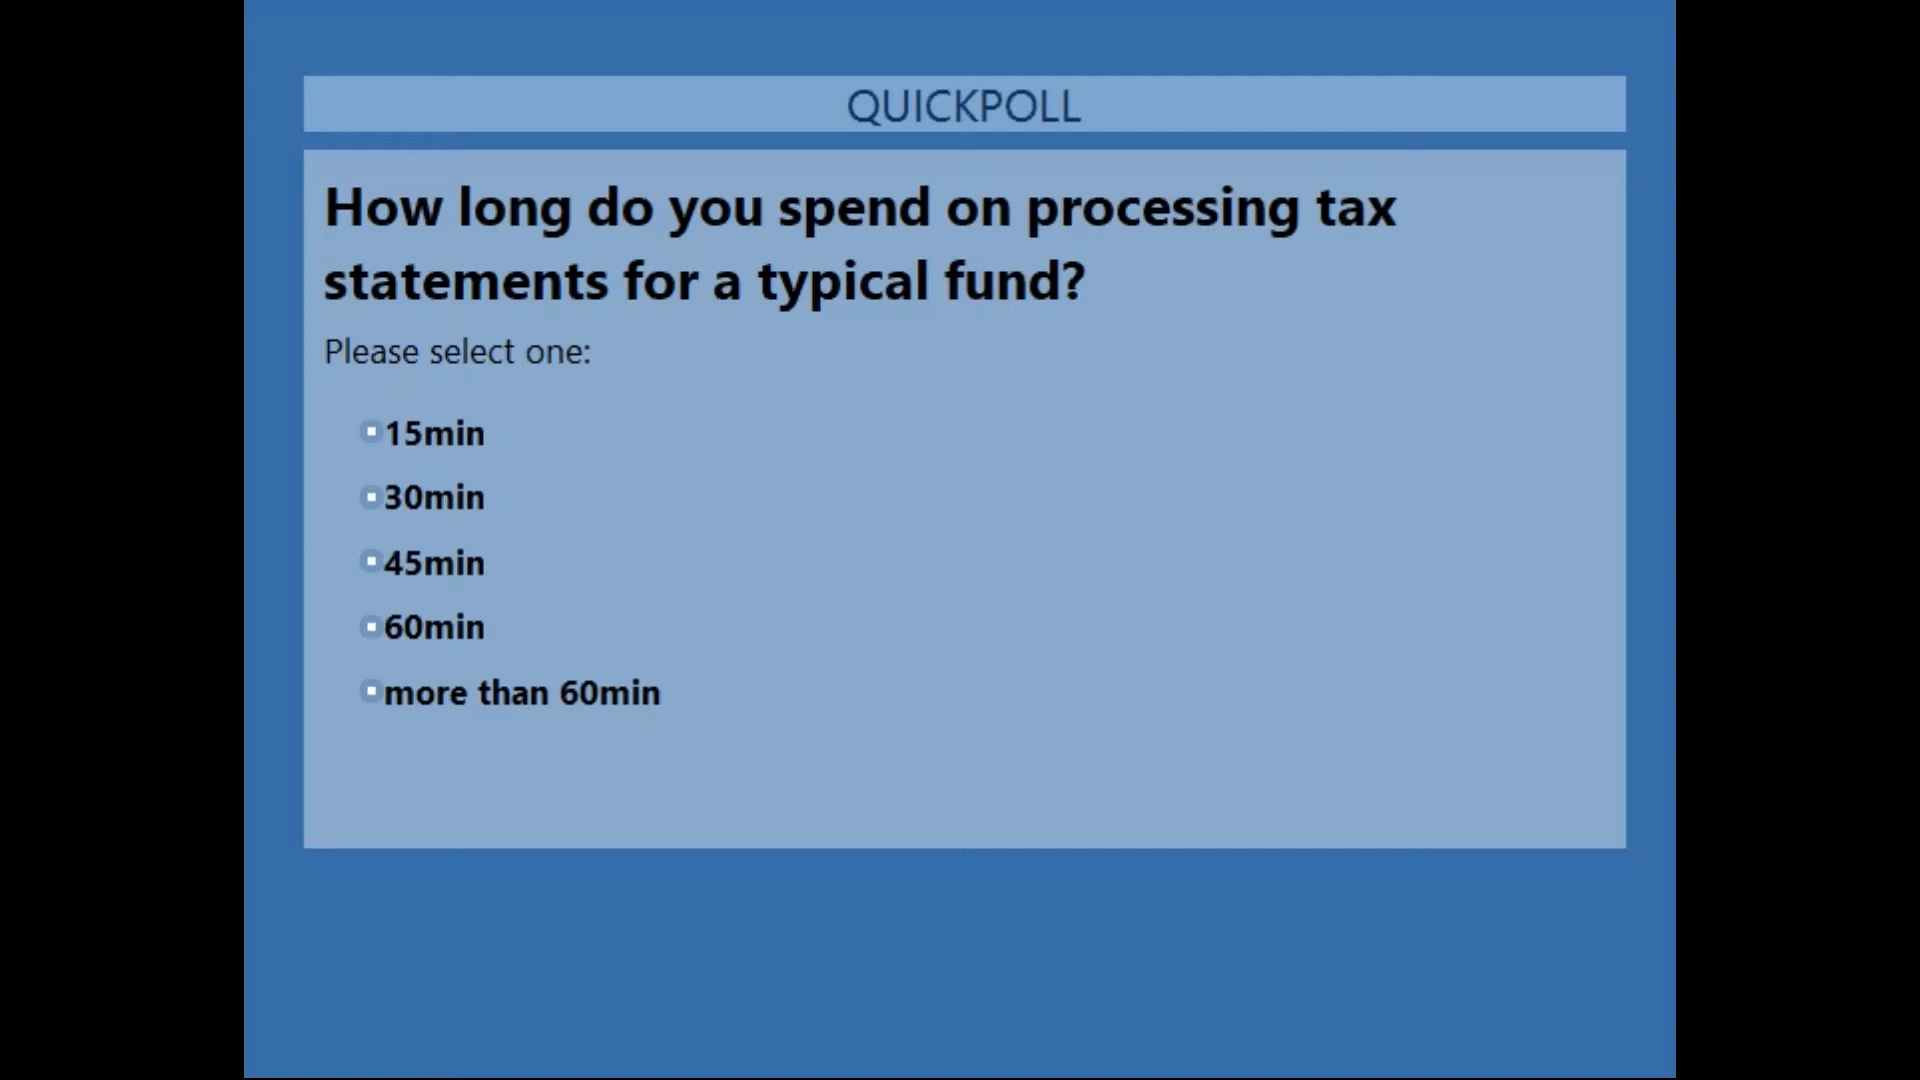 QUICKPOLL
How long do you spend on processing tax
statements for a typical fund?
Please select one:
15min
30min
45min
60min
more than 60min